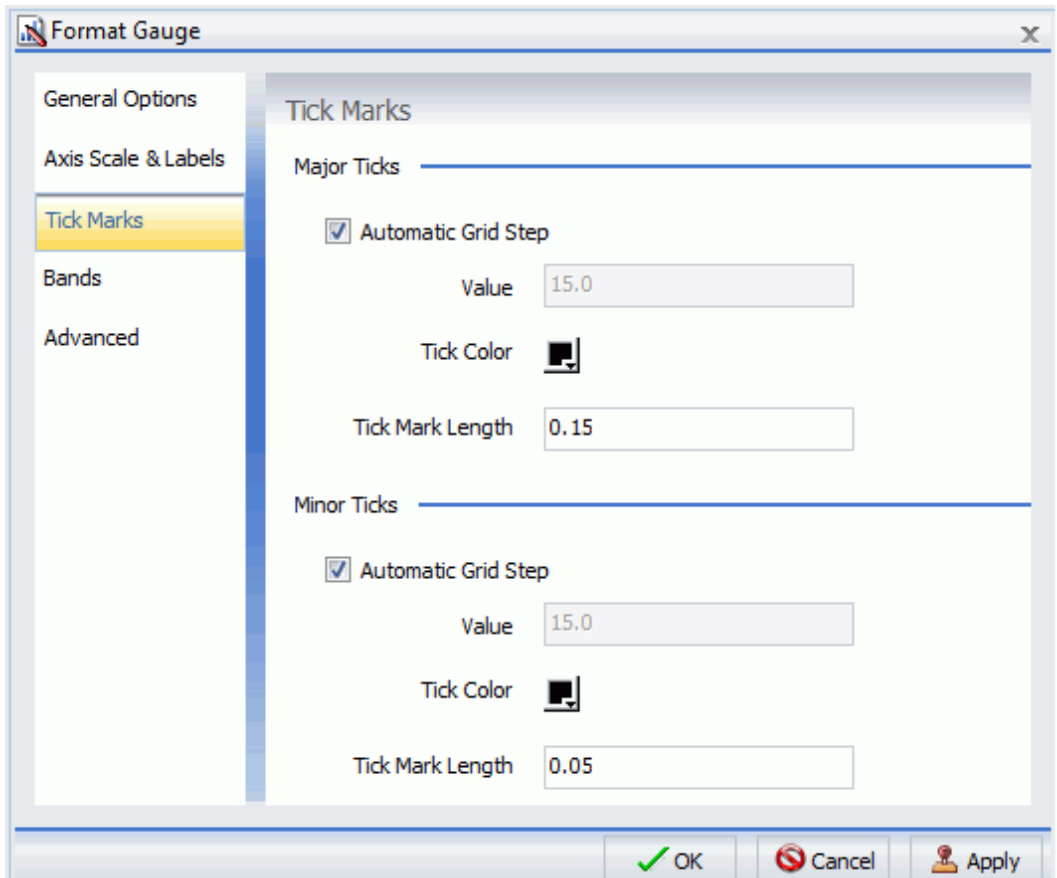 Format Gauge
x
General Options
Axis Scale & Labels
Tick Marks
Bands
Advanced
Tick Marks
Major Ticks
Automatic Grid Step
Value 15.0
Tick Color
Tick Mark Length 0.15
Minor Ticks
Automatic Grid Step
Value 15.0
Tick Color
Tick Mark Length 0.05
OK Cancel Apply